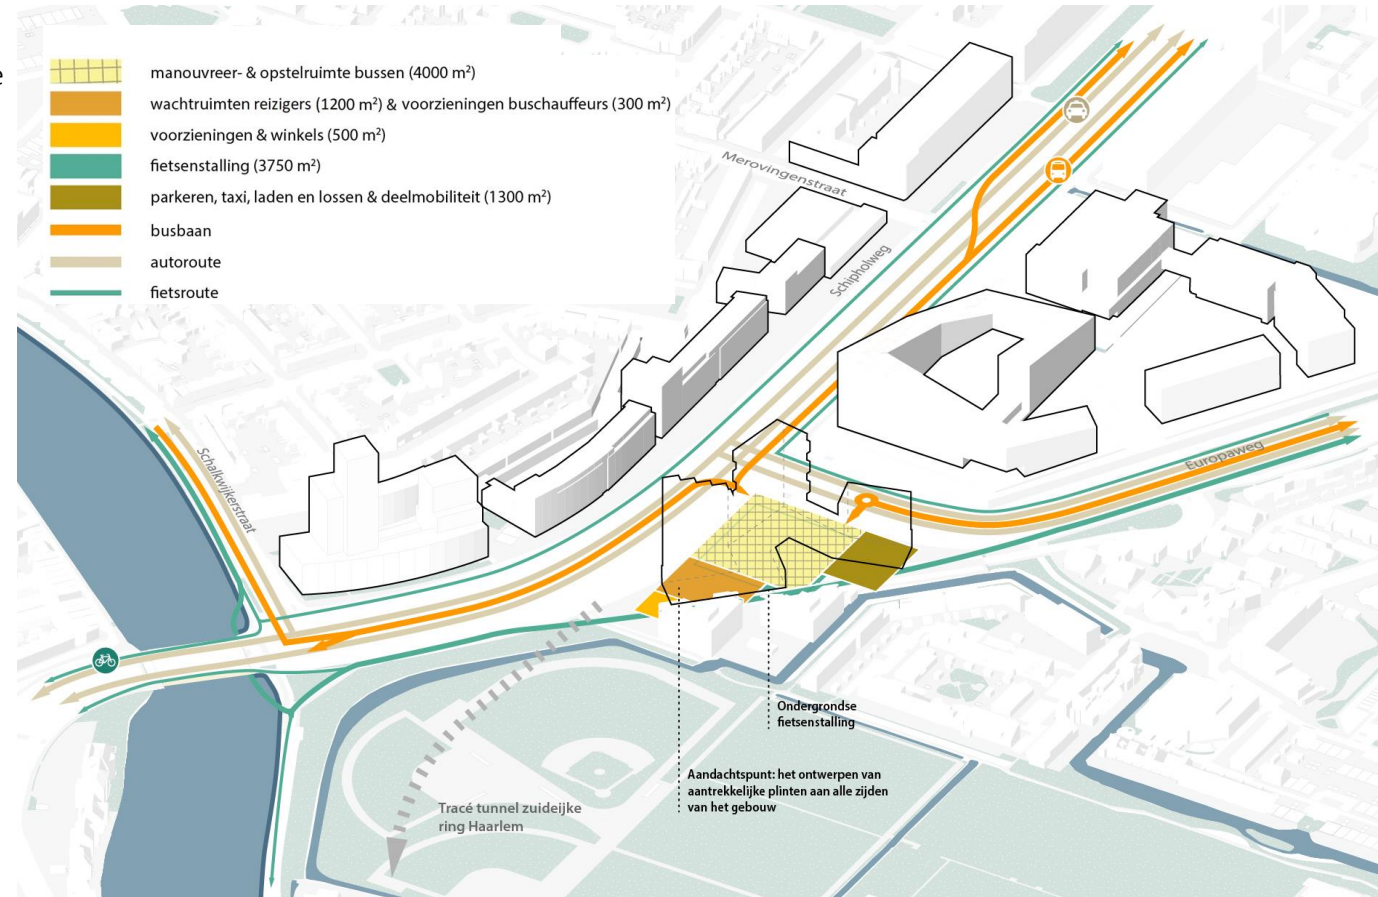 e
manouvreer- & opstelruimte bussen (4000 m²)
wachtruimten reizigers (1200 m²) & voorzieningen buschauffeurs (300 m²)
voorzieningen & winkels (500 m²)
fietsenstalling (3750 m²)
parkeren, taxi, laden en lossen & deelmobiliteit (1300 m²)
busbaan
autoroute
fietsroute
Merovingenstraat
Schipholweg
Schalkwijkerstraat
Europaweg
Ondergrondse
fietsenstalling
Aandachtspunt: het ontwerpen van
aantrekkelijke plinten aan alle zijden
van het gebouw
Tracé tunnel zuideijke
ring Haarlem